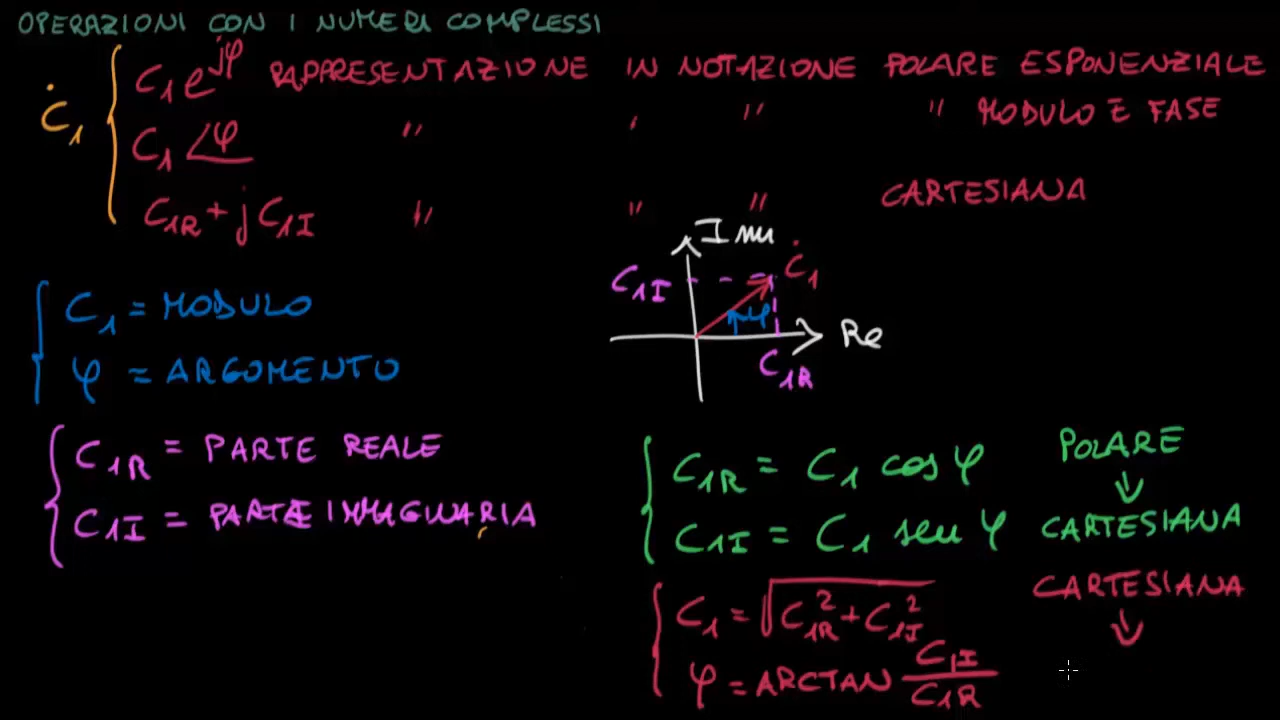 OPERAZIONI CON I NUMERI COMPLESSI
Ċ₁ { C₁ e^jφ RAPPRESENTAZIONE IN NOTAZIONE POLARE ESPONENZIALE
C₁ ∠φ " " " " MODULO E FASE
C₁R + j C₁I " " " CARTESIANA
Imm
C₁I
Ċ₁
φ
Re
C₁R
C₁ = MODULO
φ = ARGOMENTO
C₁R = PARTE REALE
C₁I = PARTE IMMAGINARIA
C₁R = C₁ cos φ
C₁I = C₁ sen φ
POLARE
↓
CARTESIANA
C₁ = √(C₁R² + C₁I²)
φ = ARCTAN C₁I / C₁R
CARTESIANA
↓